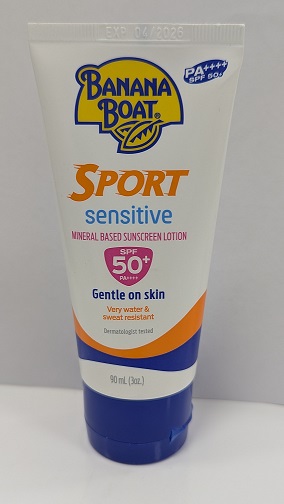 EXP 04/2026
BANANA
BOAT®
PA++++
SPF 50+
SPORT
sensitive
MINERAL BASED SUNSCREEN LOTION
SPF
50+
PA++++
Gentle on skin
Very water &
sweat resistant
Dermatologist tested
90 mL (3oz.)